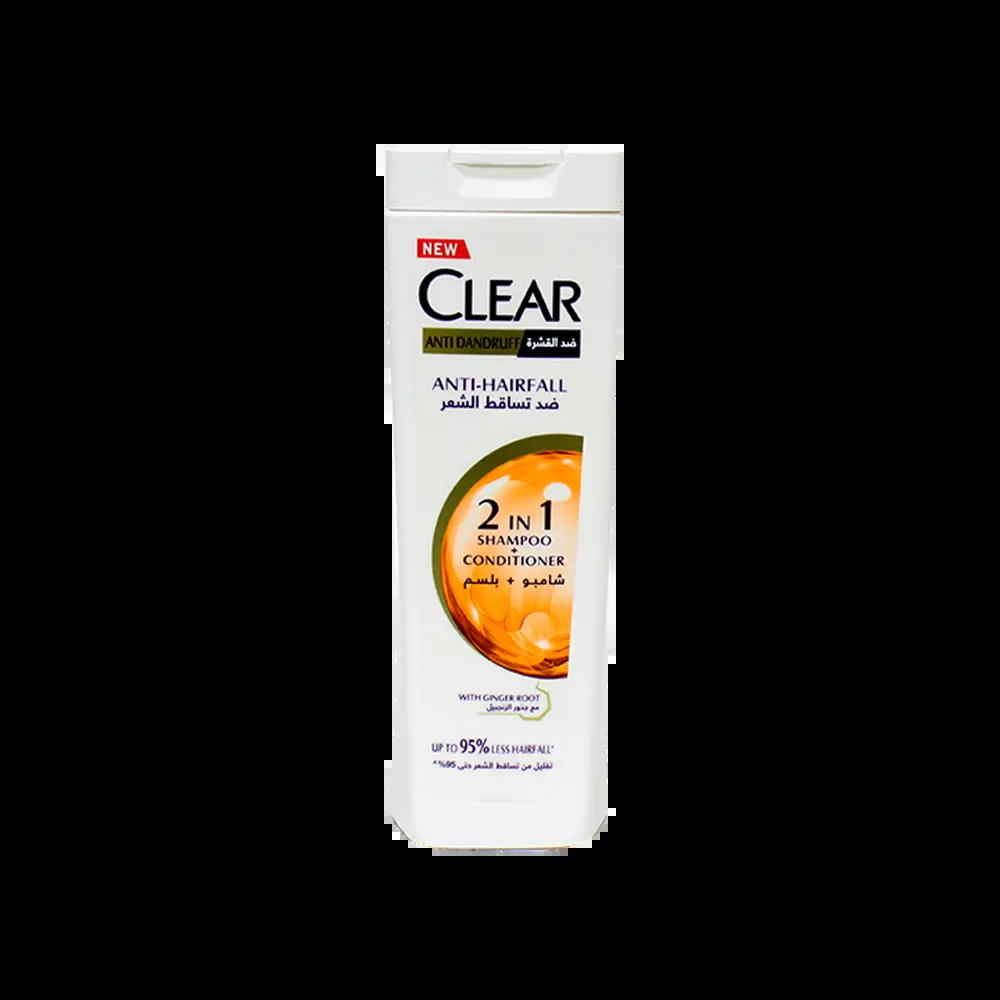 NEW
CLEAR
ANTI DANDRUFF ضد القشرة
ANTI-HAIRFALL
ضد تساقط الشعر
2 IN 1
SHAMPOO
+
CONDITIONER
شامبو + بلسم
WITH GINGER ROOT
مع جذور الزنجبيل
UP TO 95% LESS HAIRFALL*
تقليل من تساقط الشعر حتى 95%*^